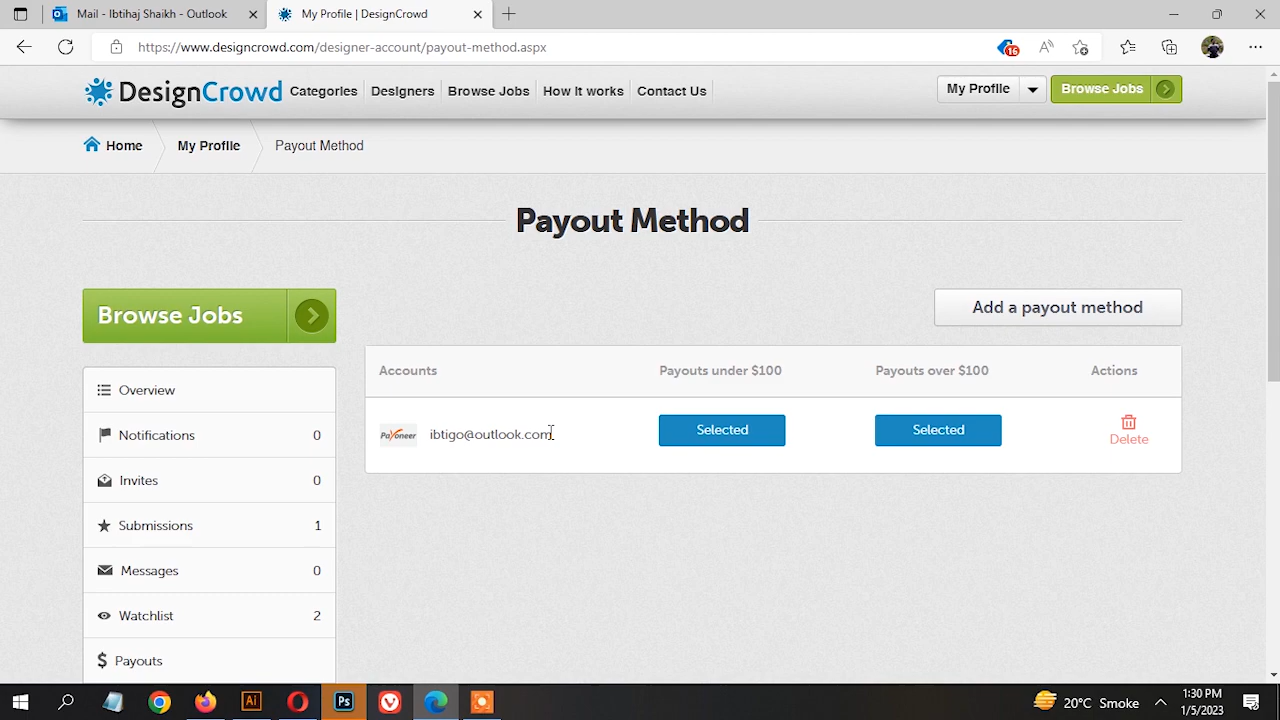 Mail - Ibtihaj Shaikh - Outlook
My Profile | DesignCrowd
https://www.designcrowd.com/designer-account/payout-method.aspx
16
DesignCrowd
Categories
Designers
Browse Jobs
How it works
Contact Us
My Profile
Browse Jobs
Home
My Profile
Payout Method
Payout Method
Browse Jobs
Add a payout method
Accounts
Payouts under $100
Payouts over $100
Actions
Payoneer
ibtigo@outlook.com
Selected
Selected
Delete
Overview
Notifications 0
Invites 0
Submissions 1
Messages 0
Watchlist 2
$ Payouts
Ai
Ps
20°C Smoke
1:30 PM
1/5/2023